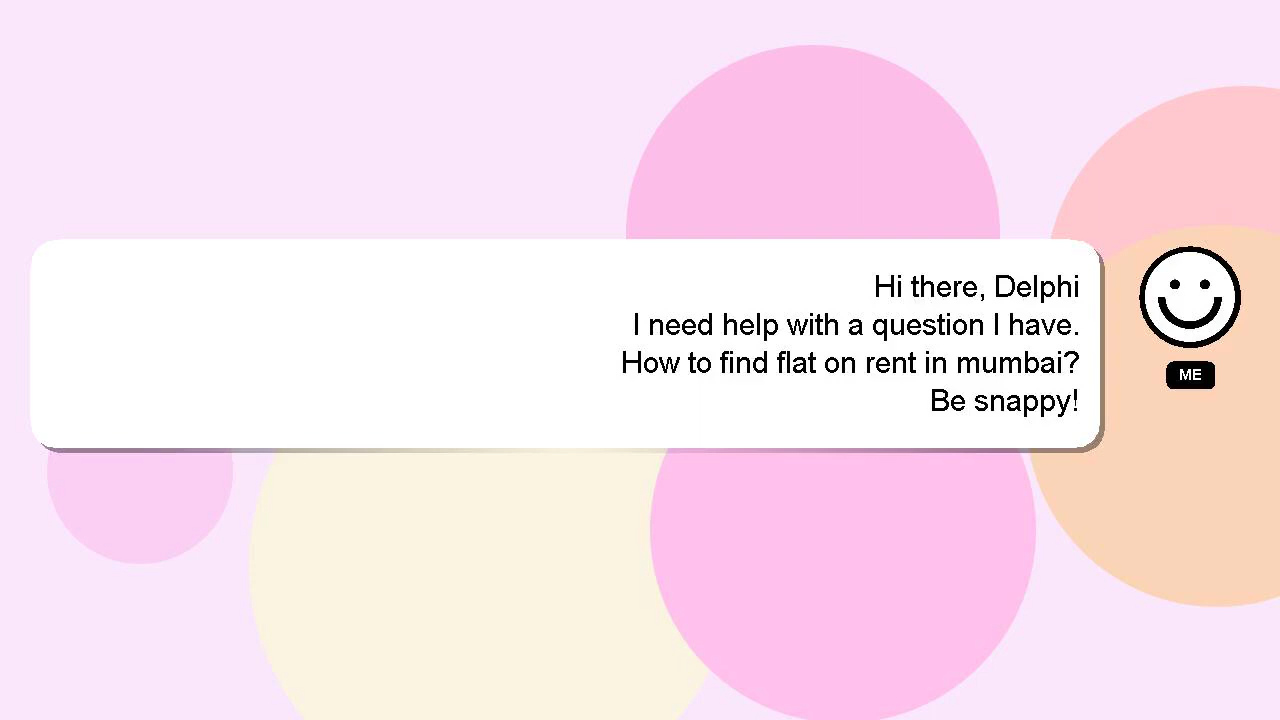 Hi there, Delphi
I need help with a question I have.
How to find flat on rent in mumbai?
Be snappy!
ME